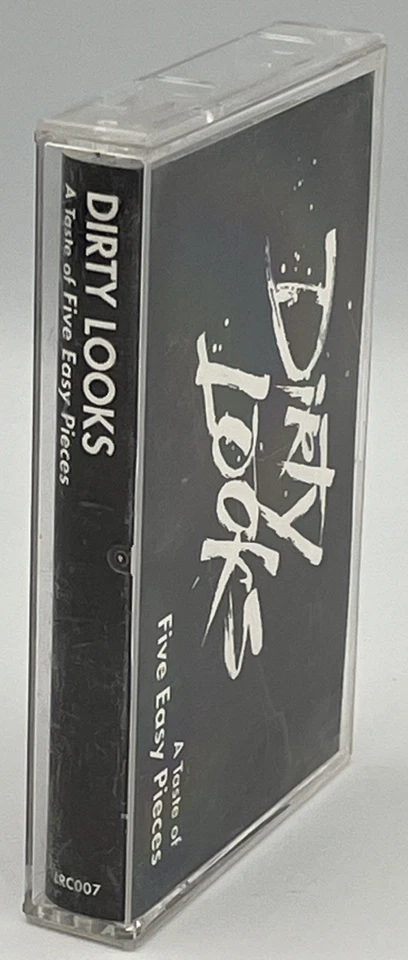 DIRTY LOOKS
A Taste of Five Easy Pieces
LRC007
Dirty
Looks
A Taste of
Five Easy Pieces